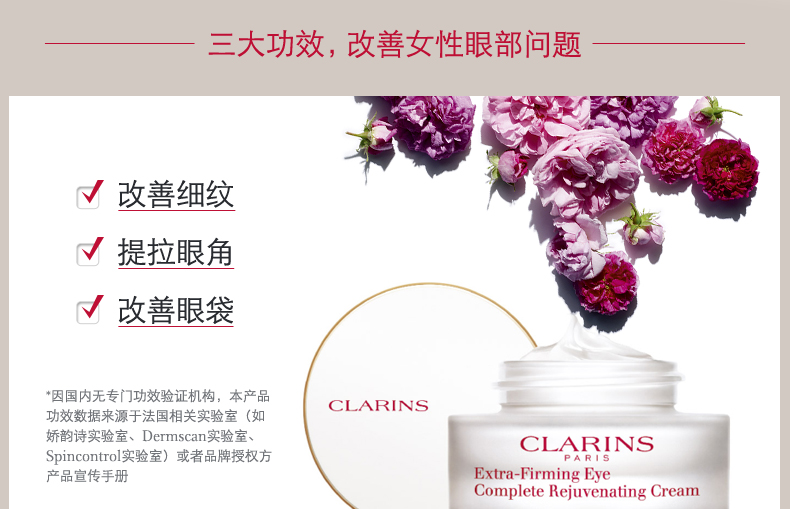 三大功效，改善女性眼部问题
改善细纹
提拉眼角
改善眼袋
*因国内无专门功效验证机构，本产品
功效数据来源于法国相关实验室（如
娇韵诗实验室、Dermscan实验室、
Spincontrol实验室）或者品牌授权方
产品宣传手册
CLARINS
CLARINS
PARIS
Extra-Firming Eye
Complete Rejuvenating Cream